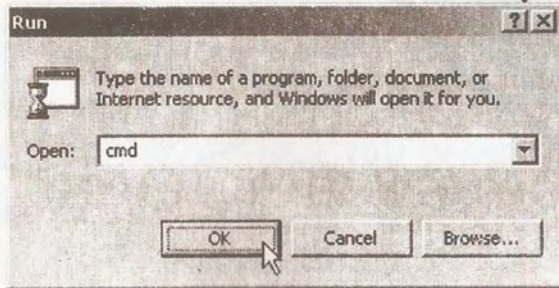 Run
Type the name of a program, folder, document, or
Internet resource, and Windows will open it for you.
Open: cmd
OK Cancel Browse...